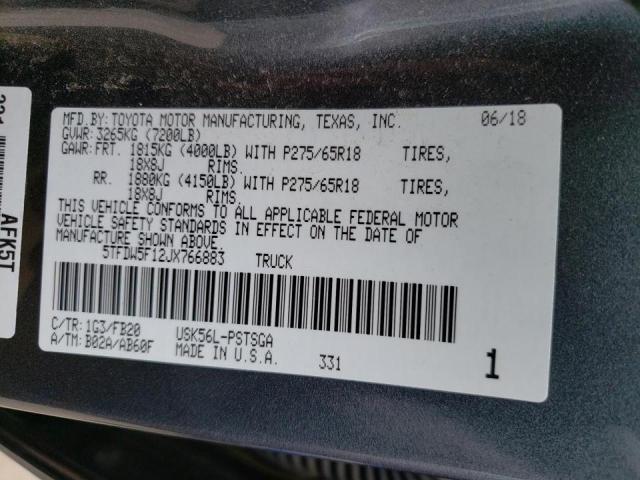 MFD.BY: TOYOTA MOTOR MANUFACTURING, TEXAS, INC. 06/18
GVWR: 3265KG (7200LB)
GAWR: FRT. 1815KG (4000LB) WITH P275/65R18 TIRES,
18X8J RIMS.
RR. 1880KG (4150LB) WITH P275/65R18 TIRES,
18X8J RIMS.
THIS VEHICLE CONFORMS TO ALL APPLICABLE FEDERAL MOTOR
VEHICLE SAFETY STANDARDS IN EFFECT ON THE DATE OF
MANUFACTURE SHOWN ABOVE.
5TFDW5F12JX766883 TRUCK
C/TR: 1G3/FB20 USK56L-PSTSGA
A/TM: B02A/AB60F MADE IN U.S.A. 331 1
AFK5T